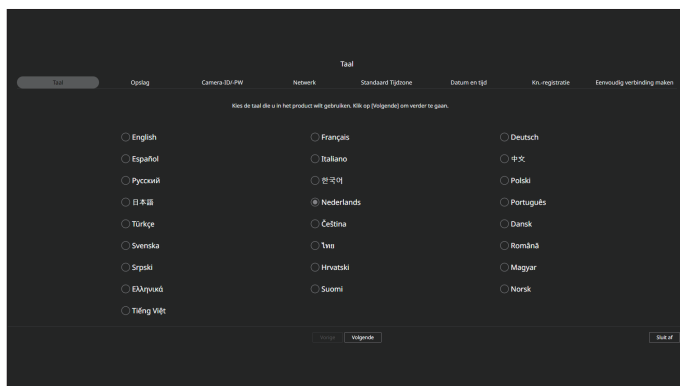 Taal
Taal Opslag Camera-ID/-PW Netwerk Standaard Tijdzone Datum en tijd Kn.-registratie Eenvoudig verbinding maken
Kies de taal die u in het product wilt gebruiken. Klik op [Volgende] om verder te gaan.
English Français Deutsch
Español Italiano 中文
Русский 한국어 Polski
日本語 Nederlands Português
Türkçe Čeština Dansk
Svenska ไทย Română
Srpski Hrvatski Magyar
Ελληνικά Suomi Norsk
Tiếng Việt
Vorige Volgende Sluit af